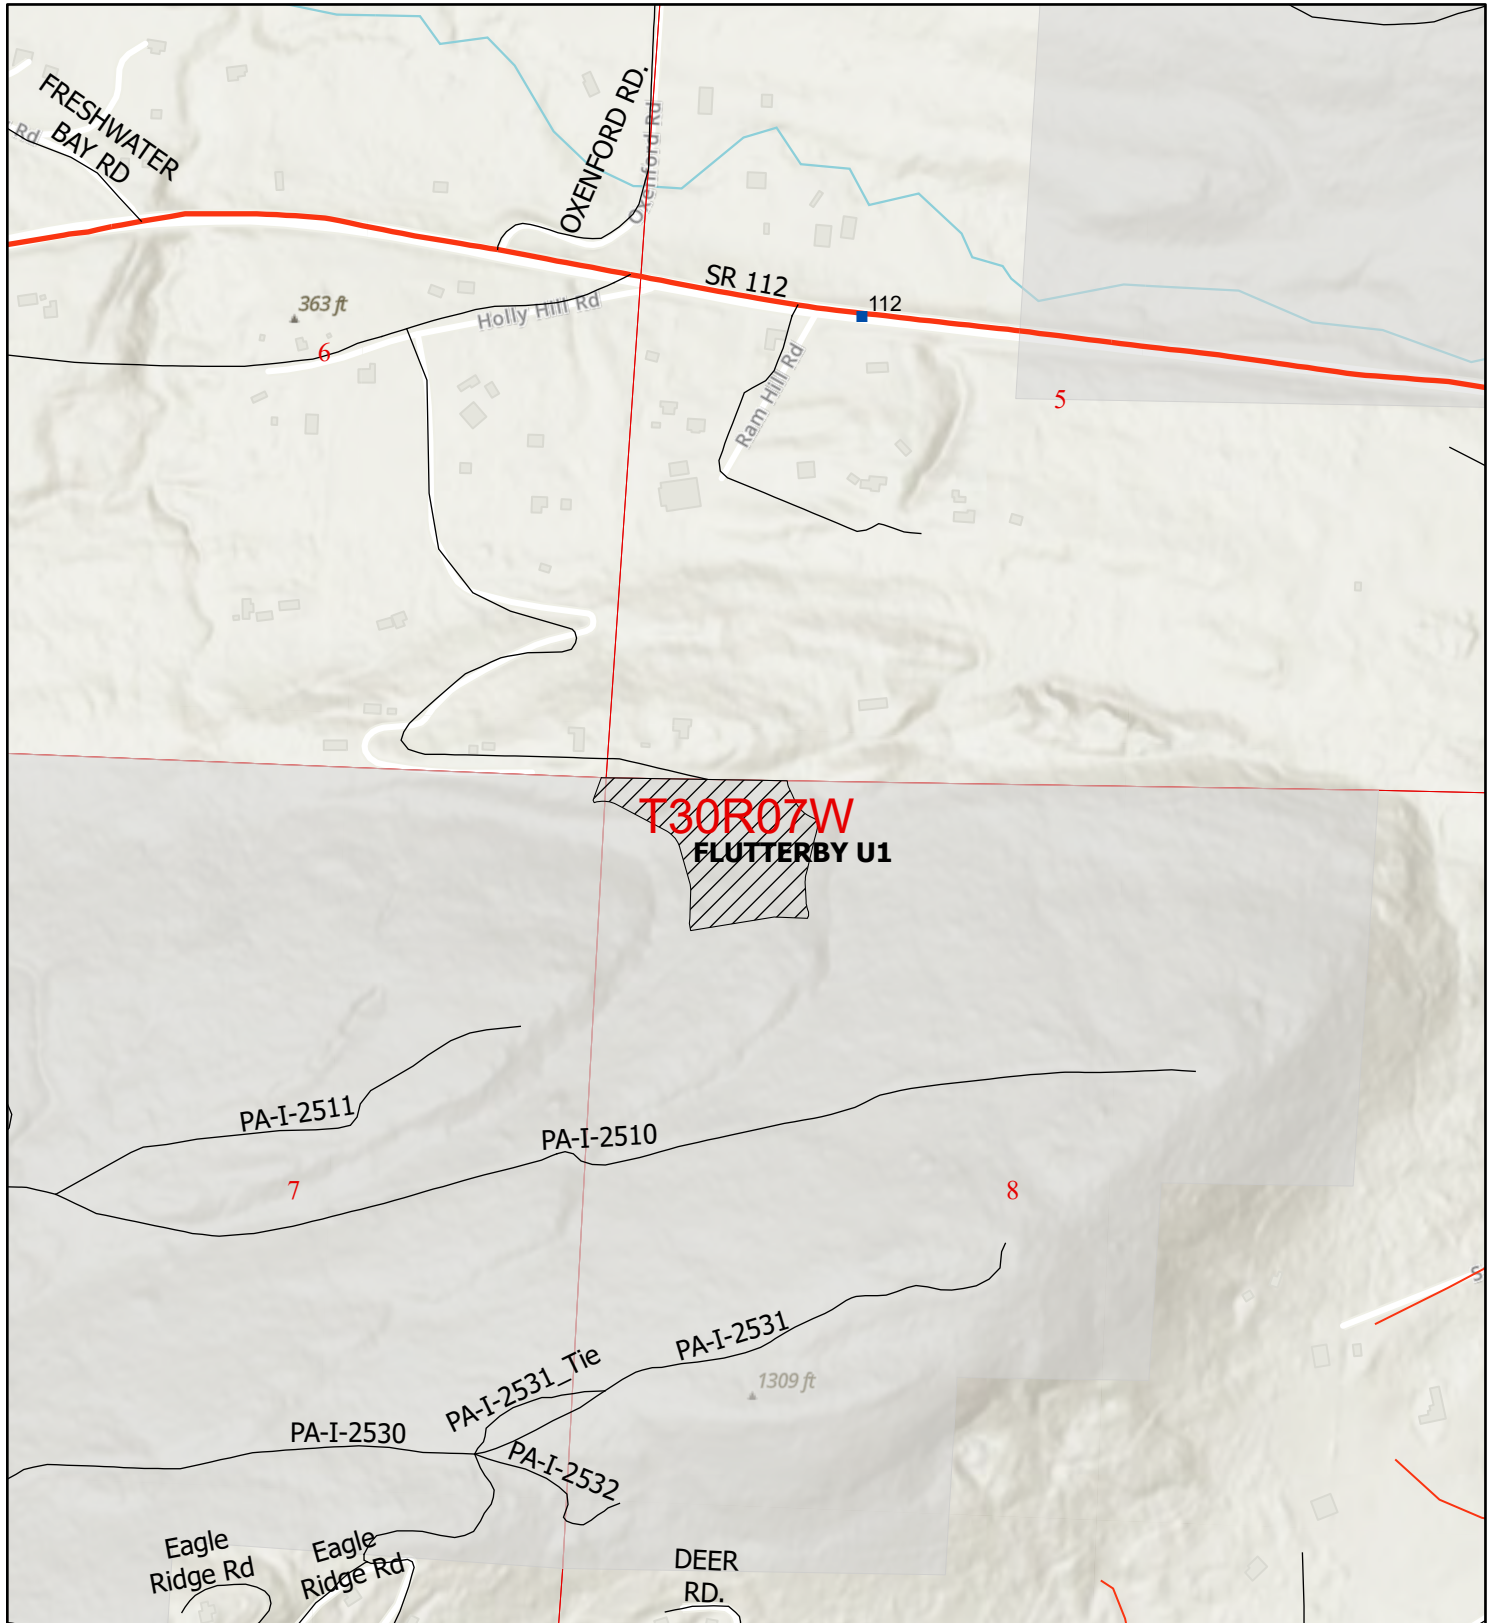 FRESHWATER
BAY RD
Rd
OXENFORD RD.
Oxenford Rd
SR 112
112
363 ft
Holly Hill Rd
6
Ram Hill Rd
5
T30R07W
FLUTTERBY U1
PA-I-2511
PA-I-2510
7
8
PA-I-2531
PA-I-2531_Tie
1309 ft
PA-I-2530
PA-I-2532
Eagle
Ridge Rd
Eagle
Ridge Rd
DEER
RD.
S